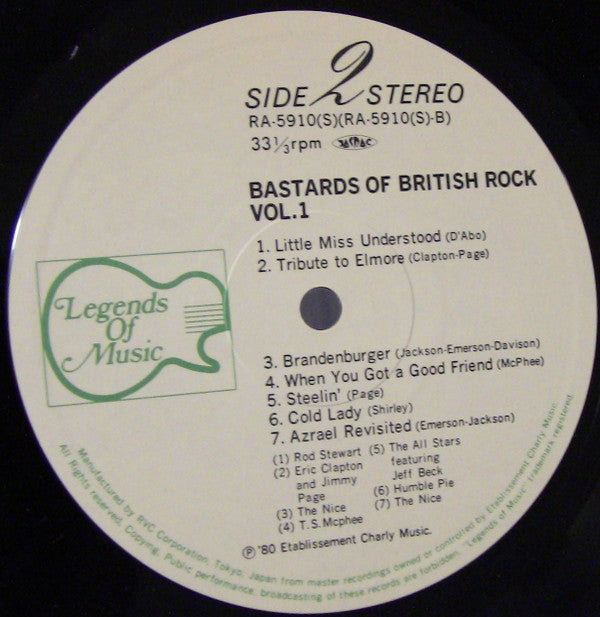 SIDE 2 STEREO
RA-5910(S)(RA-5910(S)-B)
33⅓rpm JASRAC
BASTARDS OF BRITISH ROCK
VOL.1
1. Little Miss Understood (D'Abo)
2. Tribute to Elmore (Clapton-Page)
Legends
Of
Music
3. Brandenburger (Jackson-Emerson-Davison)
4. When You Got a Good Friend (McPhee)
5. Steelin' (Page)
6. Cold Lady (Shirley)
7. Azrael Revisited (Emerson-Jackson)
(1) Rod Stewart
(2) Eric Clapton
and Jimmy
Page
(3) The Nice
(4) T.S.Mcphee
(5) The All Stars
featuring
Jeff Beck
(6) Humble Pie
(7) The Nice
Ⓟ'80 Etablissement Charly Music.
Manufactured by RVC Corporation, Tokyo, Japan from master recordings owned or controlled by Etablissement Charly Music.
All rights reserved. Copying, Public performance, broadcasting of these records are forbidden. "Legends of Music" trademark registered.